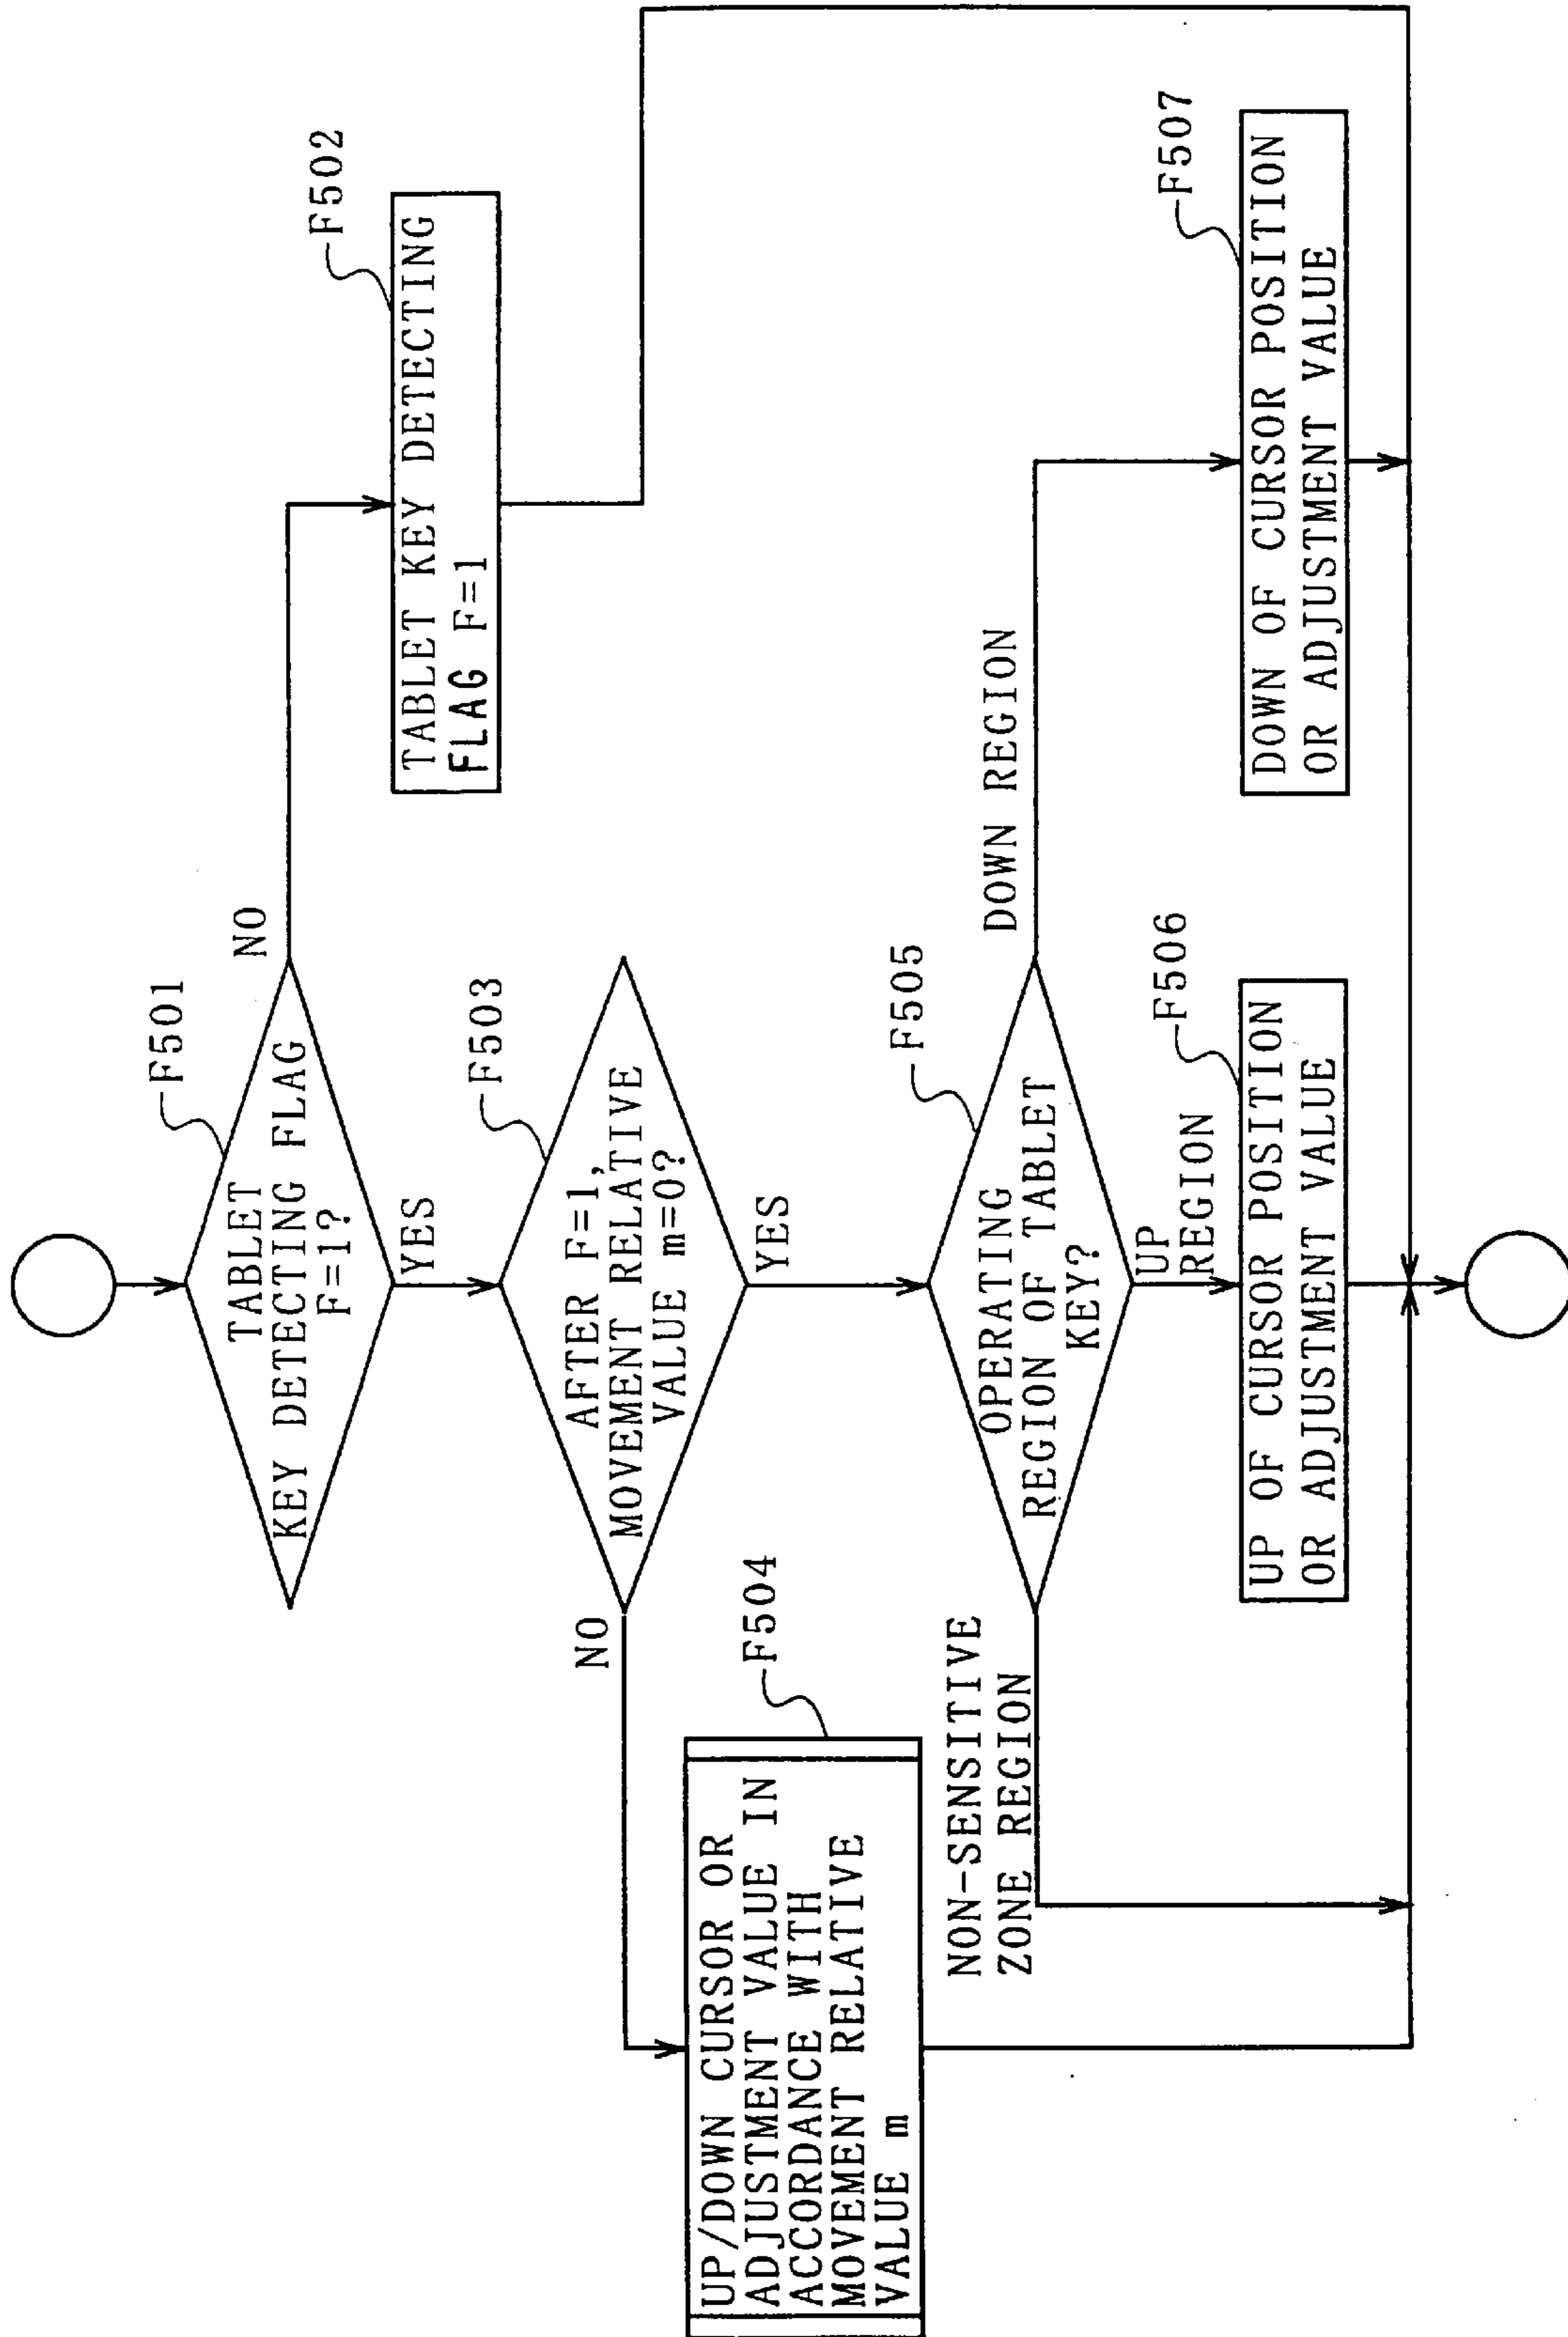 F501
TABLET
KEY DETECTING FLAG
F=1?
NO
YES
F502
TABLET KEY DETECTING
FLAG F=1
F503
AFTER F=1,
MOVEMENT RELATIVE
VALUE m=0?
NO
YES
F504
UP/DOWN CURSOR OR
ADJUSTMENT VALUE IN
ACCORDANCE WITH
MOVEMENT RELATIVE
VALUE m
F505
OPERATING
REGION OF TABLET
KEY?
NON-SENSITIVE
ZONE REGION
UP
REGION
DOWN REGION
F506
UP OF CURSOR POSITION
OR ADJUSTMENT VALUE
F507
DOWN OF CURSOR POSITION
OR ADJUSTMENT VALUE